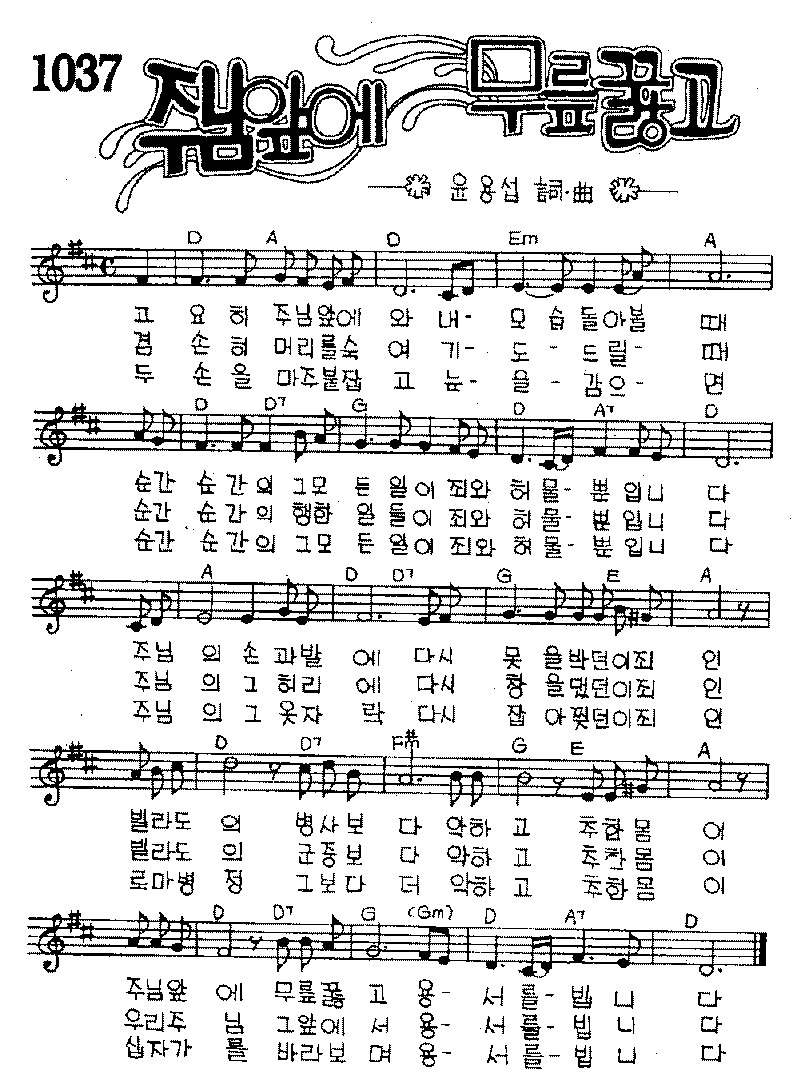 1037
주님앞에 무릎꿇고
윤용섭 詞·曲
D A D Em A
고 요 히 주님앞에 와 내- 모 습 돌아볼 때
겸 손 히 머리를숙 여 기- 도 - 드릴- 때
두 손 을 마주붙잡 고 눈- 을 - 감으- 면
D D7 G D A7 D
순간 순간의 그모 든 일이 죄와 허물- 뿐입니 다
순간 순간의 행한 일 들이 죄와 허물- 뿐입니 다
순간 순간의 그모 든 일이 죄와 허물- 뿐입니 다
A D D7 G E A
주님 의 손 과발 에 다시 못 을박던이죄 인
주님 의 그 허리 에 다시 창 을 이죄 인
주님 의 그 옷자 락 다시 잡 아찢던이죄 인
D D7 F# G E A
빌라도 의 병사보 다 악하 고 추한몸 이
빌라도 의 군중보 다 악하 고 추한몸 이
로마병 정 그보다 더 악하 고 추한몸 이
D D7 G (Gm) D A7 D
주님앞 에 무릎꿇 고 용- 서 를- 빕 니 다
우리주 님 그앞에 서 용- 서 를- 빕 니 다
십자가 를 바라보 며 용- 서 를- 빕 니 다